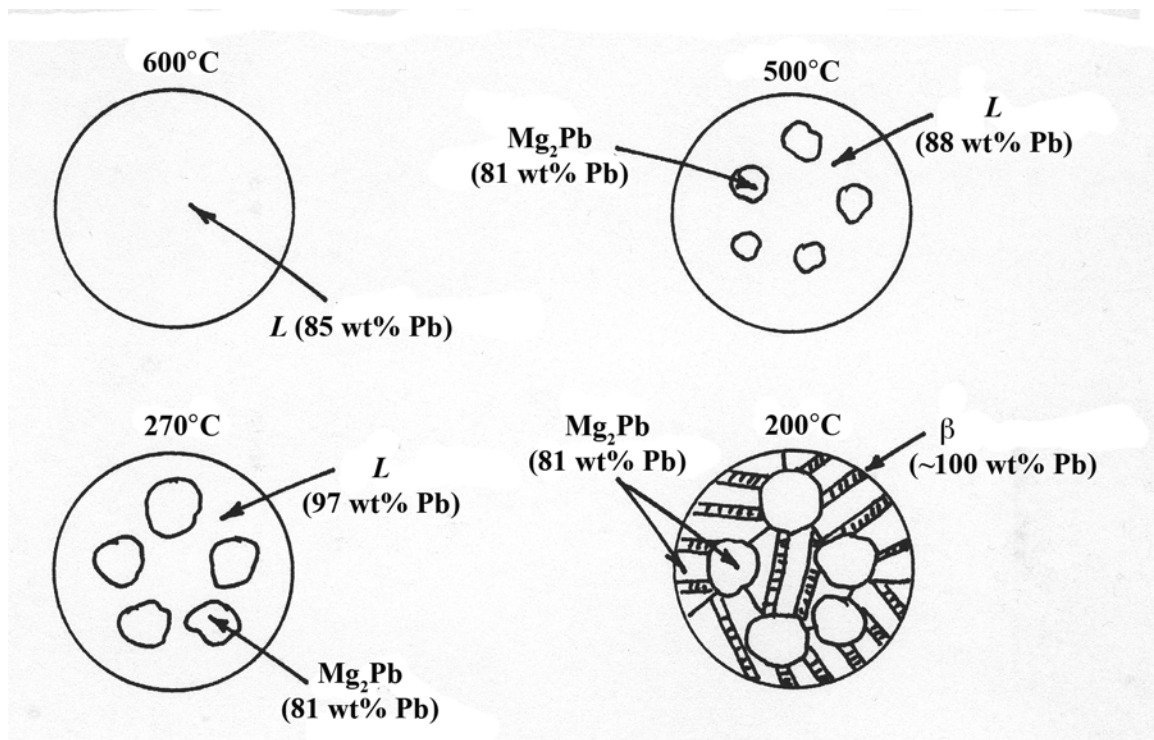 600°C
L (85 wt% Pb)
500°C
L
(88 wt% Pb)
Mg₂Pb
(81 wt% Pb)
270°C
L
(97 wt% Pb)
Mg₂Pb
(81 wt% Pb)
200°C
Mg₂Pb
(81 wt% Pb)
β
(~100 wt% Pb)